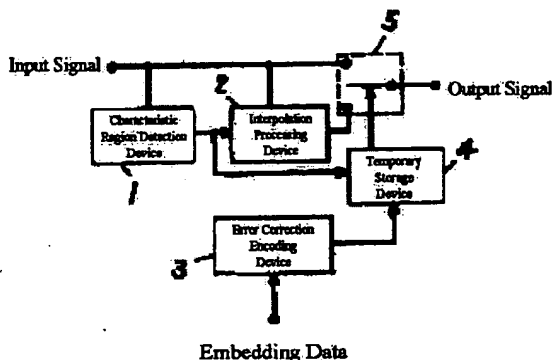 5
Input Signal
2
Output Signal
Characteristic
Region Detection
Device
Interpolation
Processing
Device
1
Temporary
Storage
Device
4
Error Correction
Encoding
Device
3
Embedding Data